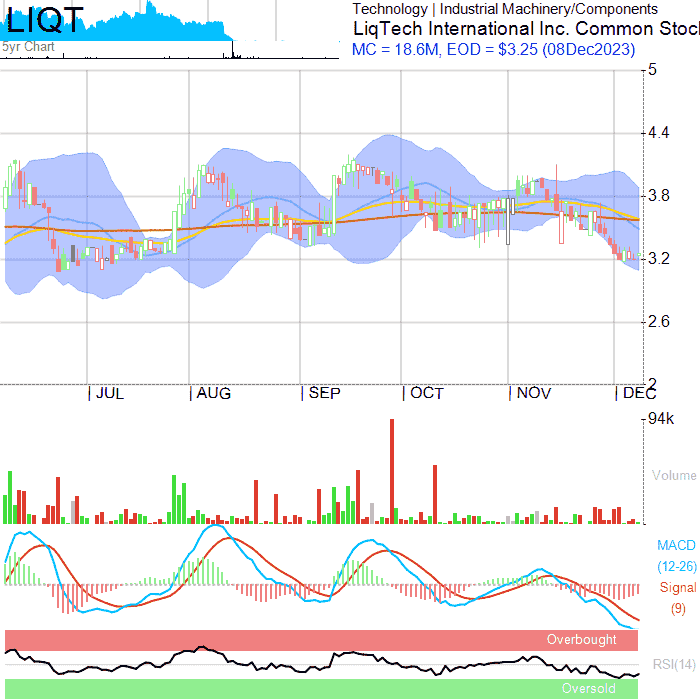 LIQT
5yr Chart
Technology | Industrial Machinery/Components
LiqTech International Inc. Common Stoc
MC = 18.6M, EOD = $3.25 (08Dec2023)
5
4.4
3.8
3.2
2.6
2
JUL AUG SEP OCT NOV DEC
94k
Volume
MACD
(12-26)
Signal
(9)
Overbought
RSI(14)
Oversold